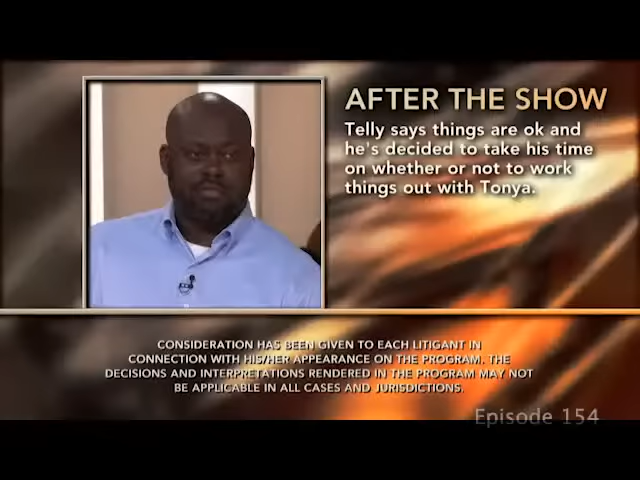 AFTER THE SHOW
Telly says things are ok and
he's decided to take his time
on whether or not to work
things out with Tonya.
CONSIDERATION HAS BEEN GIVEN TO EACH LITIGANT IN
CONNECTION WITH HIS/HER APPEARANCE ON THE PROGRAM. THE
DECISIONS AND INTERPRETATIONS RENDERED IN THE PROGRAM MAY NOT
BE APPLICABLE IN ALL CASES AND JURISDICTIONS.
Episode 154